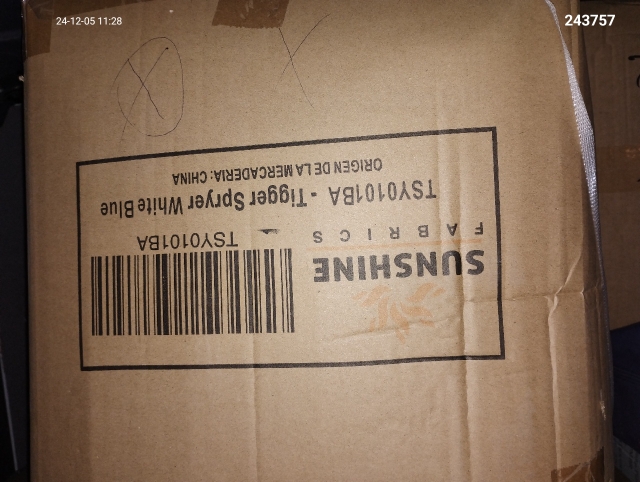 24-12-05 11:28
243757
SUNSHINE
FABRICS
TSY0101BA
TSY0101BA - Tigger Spryer White Blue
ORIGEN DE LA MERCADERIA: CHINA